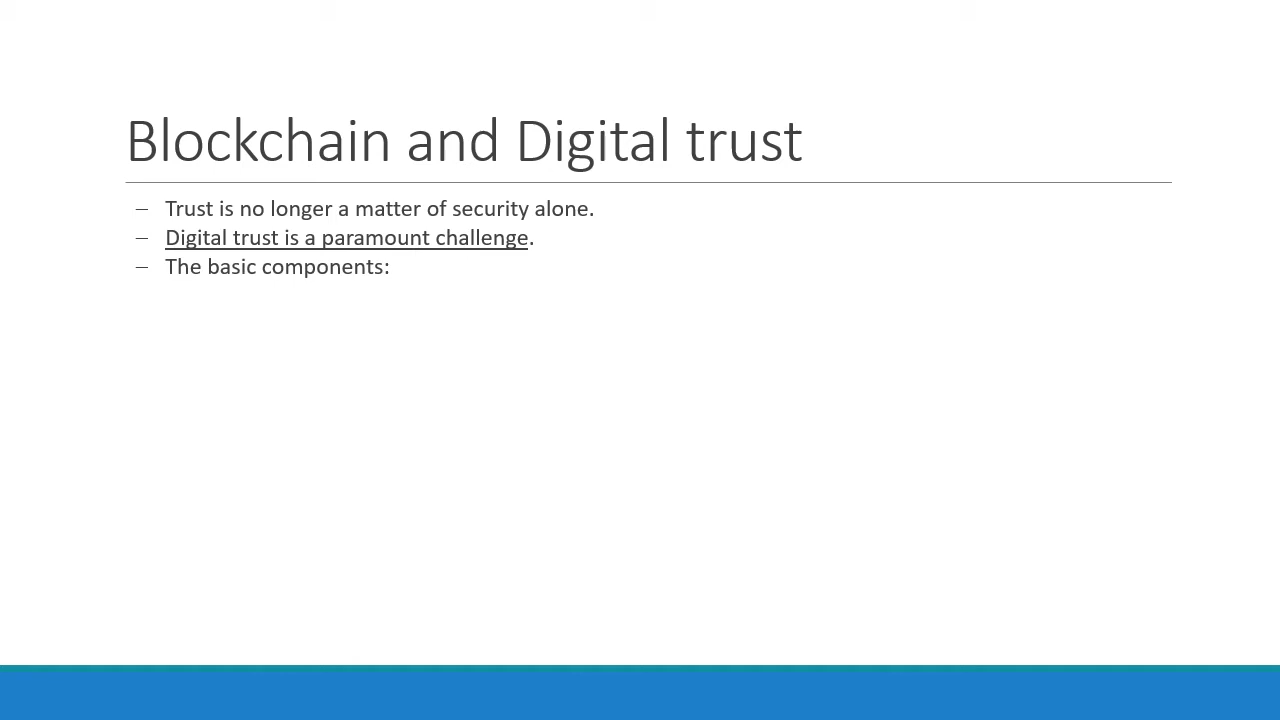 Blockchain and Digital trust
– Trust is no longer a matter of security alone.
– Digital trust is a paramount challenge.
– The basic components: